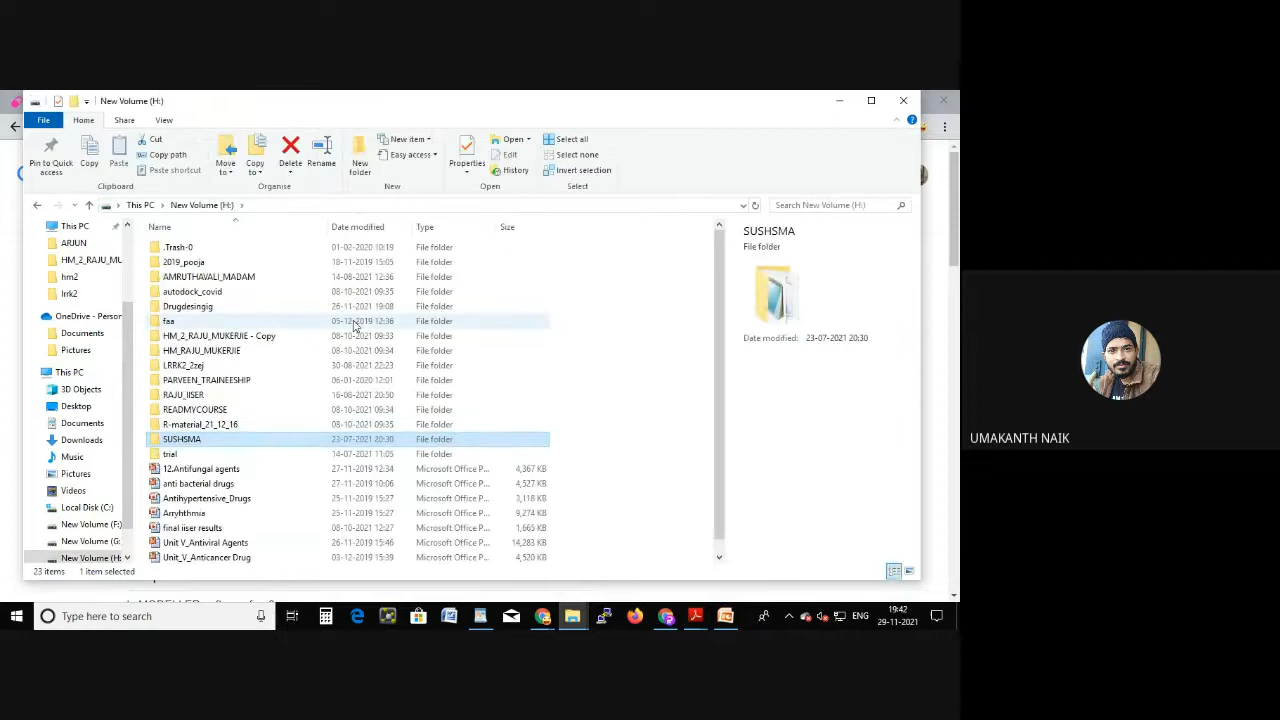 New Volume (H:)
File Home Share View
Pin to Quick access
Copy
Paste
Cut
Copy path
Paste shortcut
Clipboard
Move to
Copy to
Delete
Rename
Organise
New folder
New item
Easy access
New
Properties
Open
Edit
History
Open
Select all
Select none
Invert selection
Select
This PC New Volume (H:)
Search New Volume (H:)
This PC
ARJUN
HM_2_RAJU_MU
hm2
lrrk2
OneDrive - Person
Documents
Pictures
This PC
3D Objects
Desktop
Documents
Downloads
Music
Pictures
Videos
Local Disk (C:)
New Volume (F:)
New Volume (G:
New Volume (H:
Name Date modified Type Size
.Trash-0 01-02-2020 10:19 File folder
2019_pooja 18-11-2019 15:05 File folder
AMRUTHAVALI_MADAM 14-08-2021 12:36 File folder
autodock_covid 08-10-2021 09:35 File folder
Drugdesingig 26-11-2021 19:08 File folder
faa 05-12-2019 12:36 File folder
HM_2_RAJU_MUKERJIE - Copy 08-10-2021 09:33 File folder
HM_RAJU_MUKERJIE 08-10-2021 09:34 File folder
LRRK2_2zej 30-08-2021 22:23 File folder
PARVEEN_TRAINEESHIP 06-01-2020 12:01 File folder
RAJU_IISER 16-08-2021 20:50 File folder
READMYCOURSE 08-10-2021 09:34 File folder
R-material_21_12_16 08-10-2021 09:35 File folder
SUSHSMA 23-07-2021 20:30 File folder
trial 14-07-2021 11:05 File folder
12.Antifungal agents 27-11-2019 12:34 Microsoft Office P... 4,367 KB
anti bacterial drugs 27-11-2019 10:06 Microsoft Office P... 4,527 KB
Antihypertensive_Drugs 25-11-2019 15:27 Microsoft Office P... 3,118 KB
Arryhthmia 25-11-2019 15:27 Microsoft Office P... 9,274 KB
final iiser results 08-10-2021 12:27 Microsoft Office P... 1,665 KB
Unit V_Antiviral Agents 26-11-2019 15:46 Microsoft Office P... 14,283 KB
Unit_V_Anticancer Drug 03-12-2019 15:39 Microsoft Office P... 4,520 KB
SUSHSMA
File folder
Date modified: 23-07-2021 20:30
23 items 1 item selected
Type here to search
ENG
19:42
29-11-2021
UMAKANTH NAIK